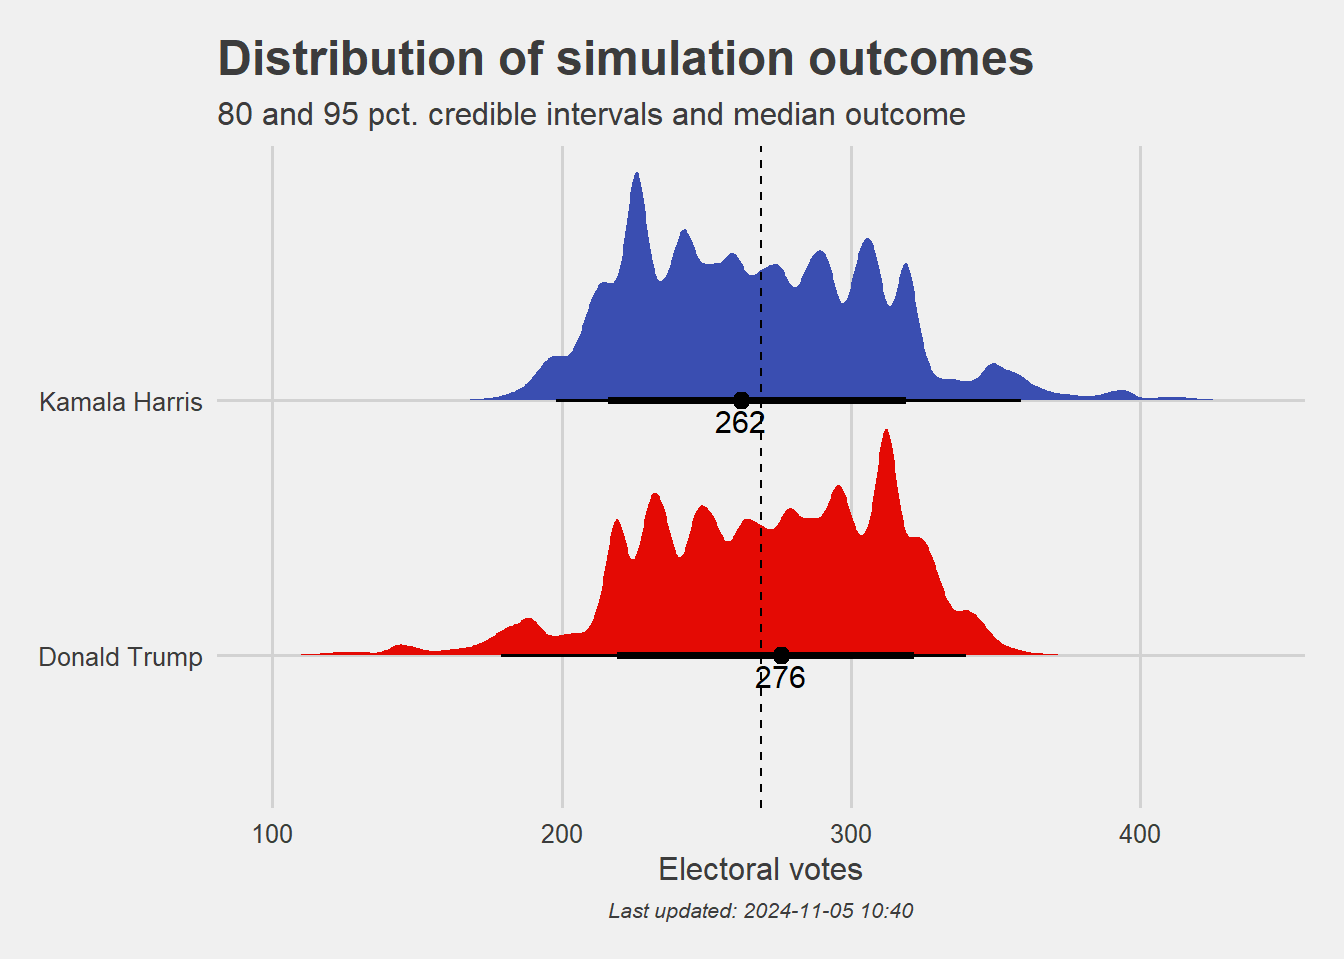 Distribution of simulation outcomes
80 and 95 pct. credible intervals and median outcome
Kamala Harris
262
Donald Trump
276
100 200 300 400
Electoral votes
Last updated: 2024-11-05 10:40